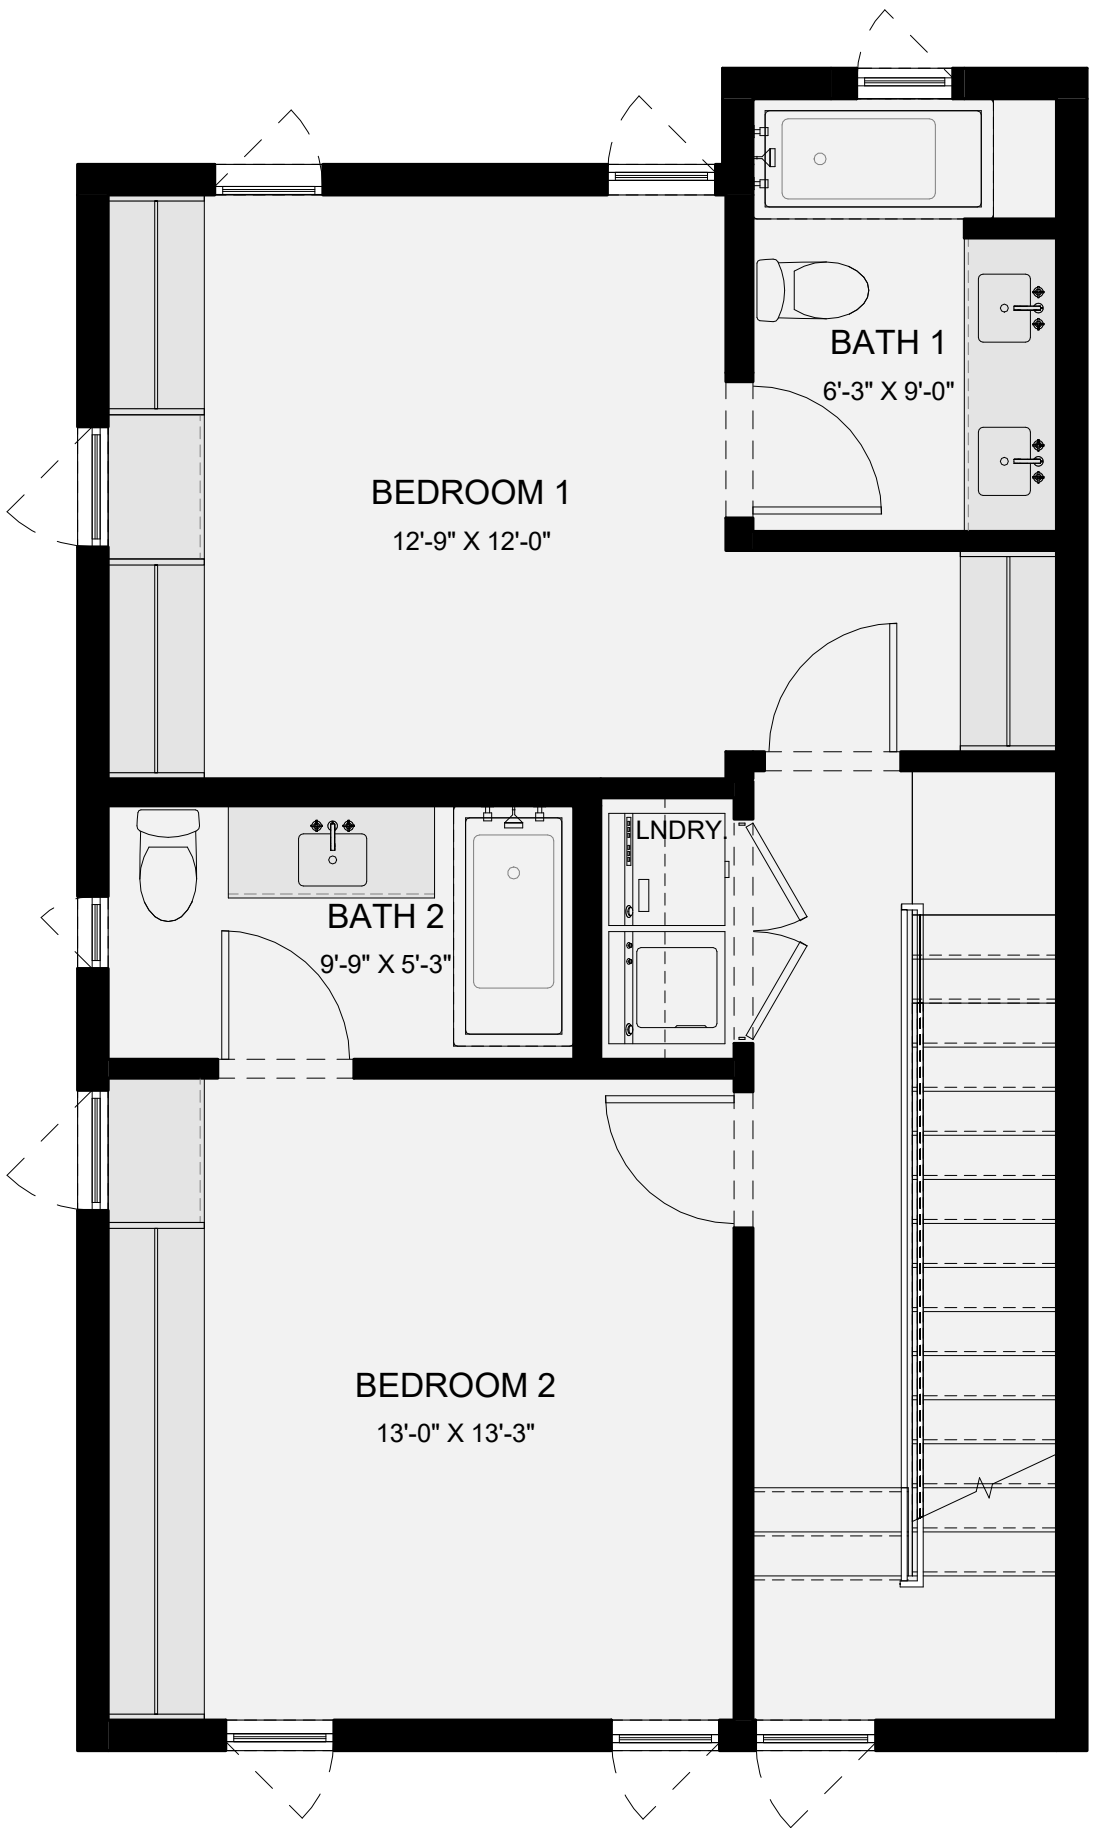 BATH 1
6'-3" X 9'-0"
BEDROOM 1
12'-9" X 12'-0"
LNDRY.
BATH 2
9'-9" X 5'-3"
BEDROOM 2
13'-0" X 13'-3"